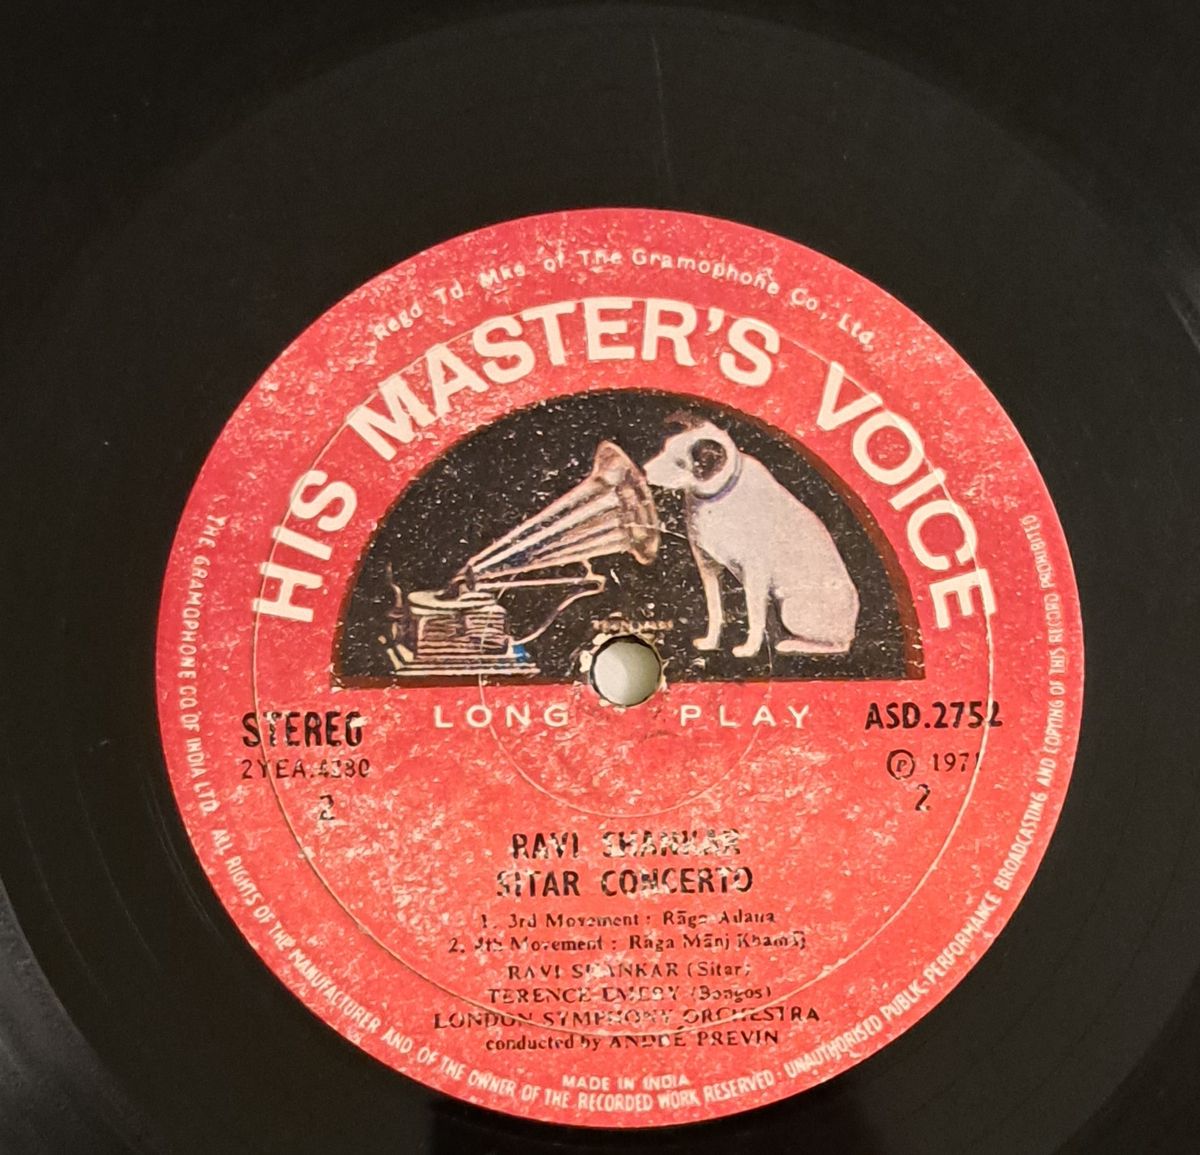 Regd Td. Mke of The Gramophone Co., Ltd.
HIS MASTER'S VOICE
LONG PLAY
STEREO
2YEA.4380
2
ASD.2752
℗ 1971
2
RAVI SHANKAR
SITAR CONCERTO
1. 3rd Movement : Rāga Adana
2. 4th Movement : Rāga Mānj Khamāj
RAVI SHANKAR (Sitar)
TERENCE EMERY (Bongos)
LONDON SYMPHONY ORCHESTRA
conducted by ANDRÉ PREVIN
MADE IN INDIA
THE GRAMOPHONE CO OF INDIA LTD. ALL RIGHTS OF THE MANUFACTURER AND OF THE OWNER OF THE RECORDED WORK RESERVED · UNAUTHORISED PUBLIC-PERFORMANCE BROADCASTING AND COPYING OF THIS RECORD PROHIBITED